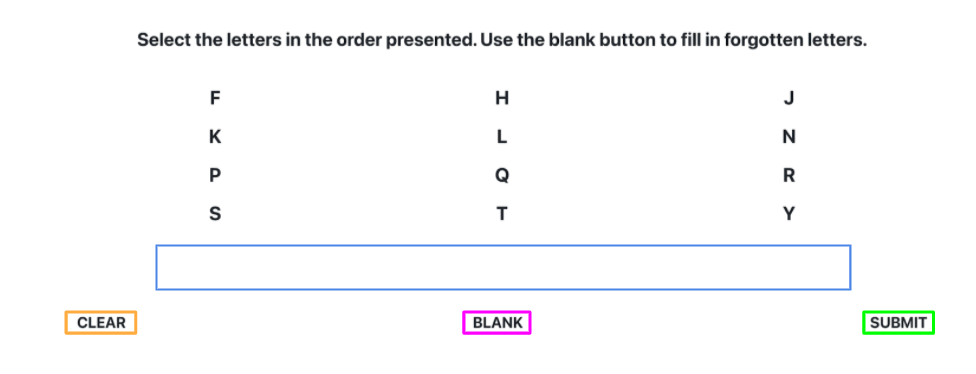 Select the letters in the order presented. Use the blank button to fill in forgotten letters.
F H J
K L N
P Q R
S T Y
CLEAR BLANK SUBMIT